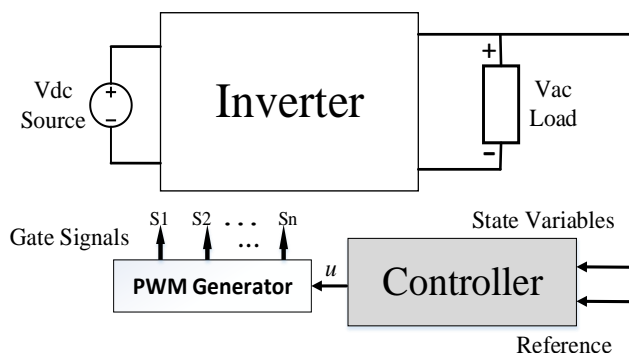 Vdc
Source
+
−
Inverter
+
−
Vac
Load
Gate Signals
S1 S2 . . . Sn
...
PWM Generator
u
Controller
State Variables
Reference